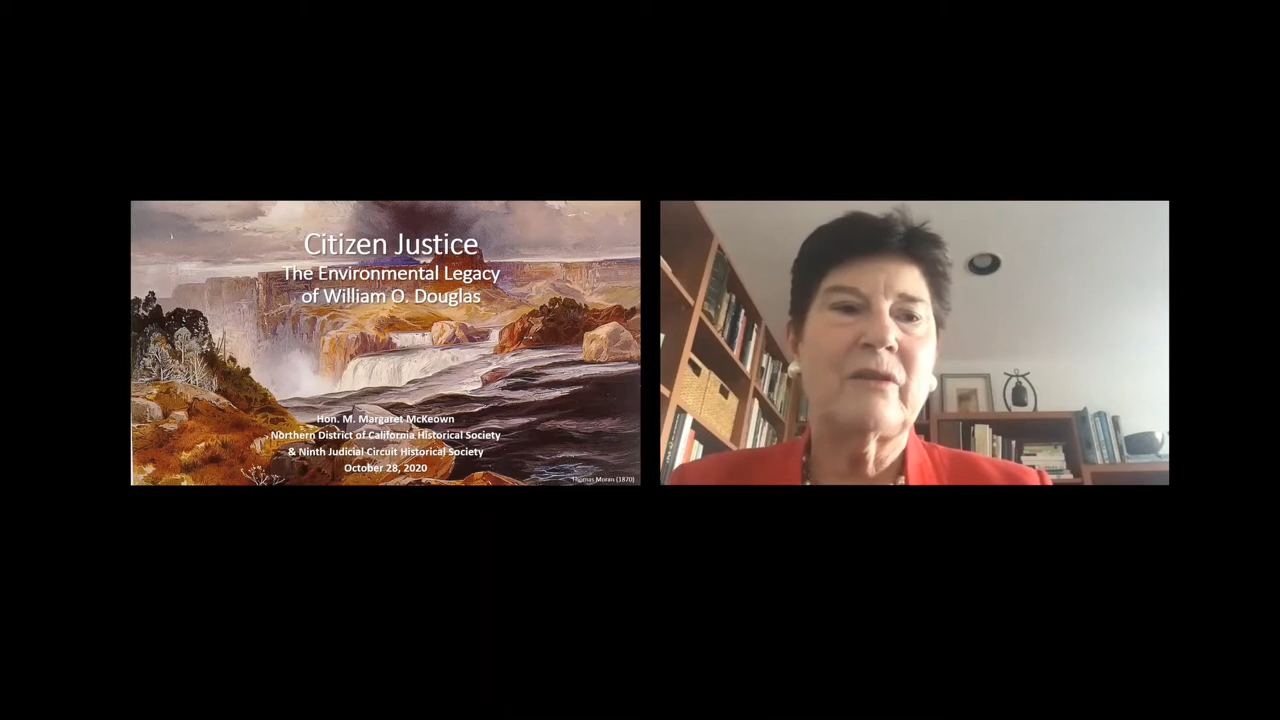 Citizen Justice
The Environmental Legacy
of William O. Douglas
Hon. M. Margaret McKeown
Northern District of California Historical Society
& Ninth Judicial Circuit Historical Society
October 28, 2020
Thomas Moran (1870)